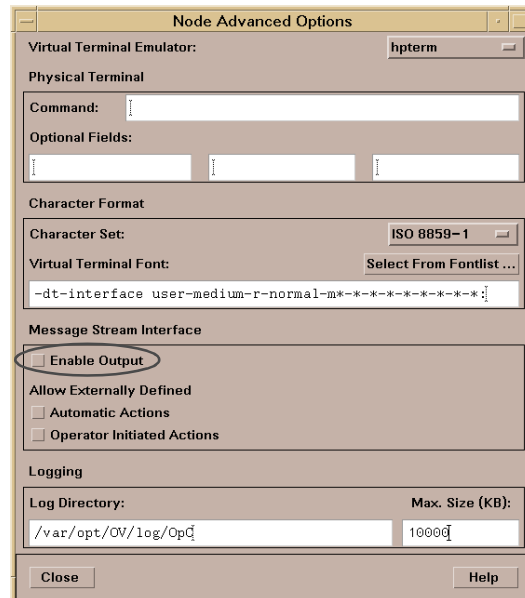 Node Advanced Options
Virtual Terminal Emulator: hpterm
Physical Terminal
Command:
Optional Fields:
Character Format
Character Set: ISO 8859-1
Virtual Terminal Font: Select From Fontlist ...
-dt-interface user-medium-r-normal-m*-*-*-*-*-*-*-*-*:
Message Stream Interface
Enable Output
Allow Externally Defined
Automatic Actions
Operator Initiated Actions
Logging
Log Directory: Max. Size (KB):
/var/opt/OV/log/OpC 10000
Close Help